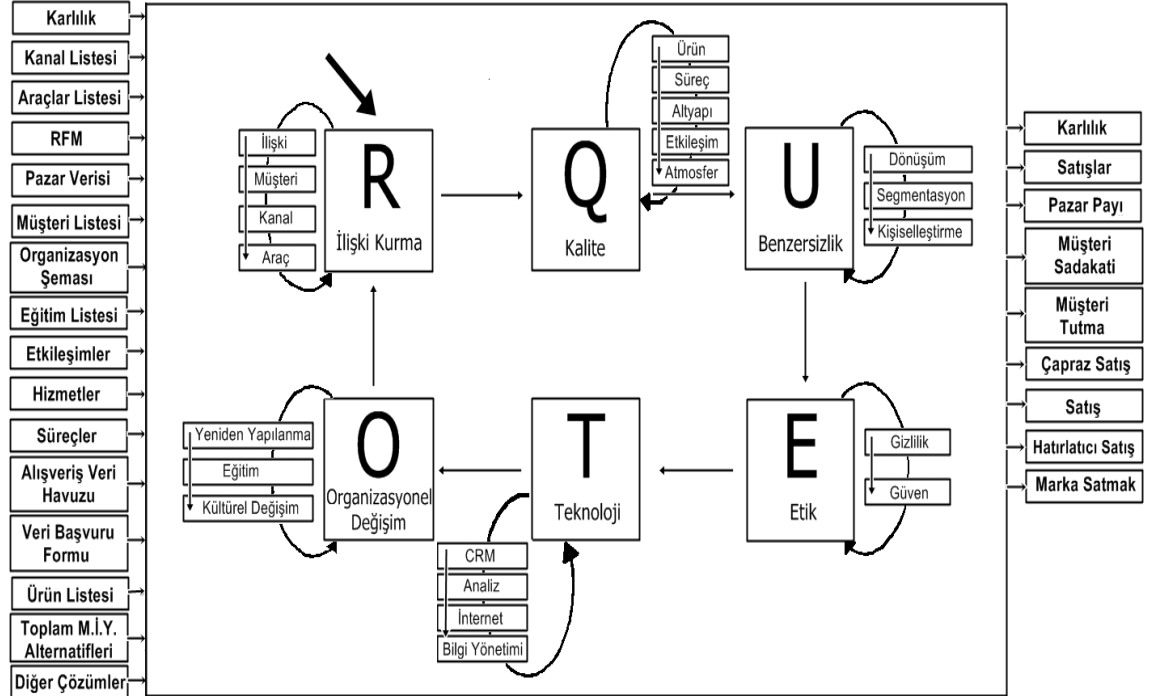 Karlılık
Kanal Listesi
Araçlar Listesi
RFM
Pazar Verisi
Müşteri Listesi
Organizasyon
Şeması
Eğitim Listesi
Etkileşimler
Hizmetler
Süreçler
Alışveriş Veri
Havuzu
Veri Başvuru
Formu
Ürün Listesi
Toplam M.İ.Y.
Alternatifleri
Diğer Çözümler
İlişki
Müşteri
Kanal
Araç
R
İlişki Kurma
Q
Kalite
Ürün
Süreç
Altyapı
Etkileşim
Atmosfer
U
Benzersizlik
Dönüşüm
Segmentasyon
Kişiselleştirme
Yeniden Yapılanma
Eğitim
Kültürel Değişim
O
Organizasyonel
Değişim
T
Teknoloji
CRM
Analiz
İnternet
Bilgi Yönetimi
E
Etik
Gizlilik
Güven
Karlılık
Satışlar
Pazar Payı
Müşteri
Sadakati
Müşteri
Tutma
Çapraz Satış
Satış
Hatırlatıcı Satış
Marka Satmak